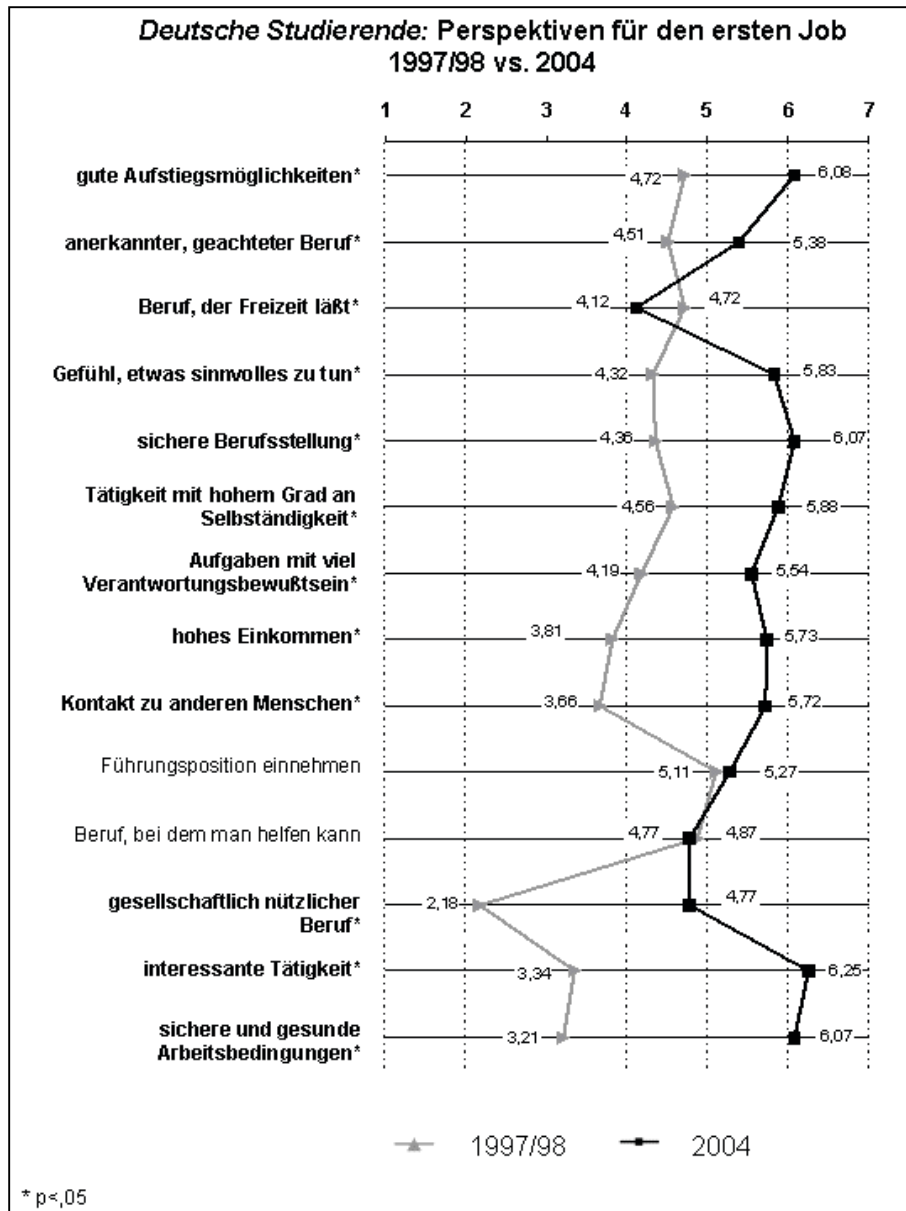 Deutsche Studierende: Perspektiven für den ersten Job
1997/98 vs. 2004
1 2 3 4 5 6 7
gute Aufstiegsmöglichkeiten* 4,72 6,08
anerkannter, geachteter Beruf* 4,51 5,38
Beruf, der Freizeit läßt* 4,12 4,72
Gefühl, etwas sinnvolles zu tun* 4,32 5,83
sichere Berufsstellung* 4,36 6,07
Tätigkeit mit hohem Grad an
Selbständigkeit* 4,56 5,88
Aufgaben mit viel
Verantwortungsbewußtsein* 4,19 5,54
hohes Einkommen* 3,81 5,73
Kontakt zu anderen Menschen* 3,66 5,72
Führungsposition einnehmen 5,11 5,27
Beruf, bei dem man helfen kann 4,77 4,87
gesellschaftlich nützlicher
Beruf* 2,18 4,77
interessante Tätigkeit* 3,34 6,25
sichere und gesunde
Arbeitsbedingungen* 3,21 6,07
1997/98 2004
* p<,05